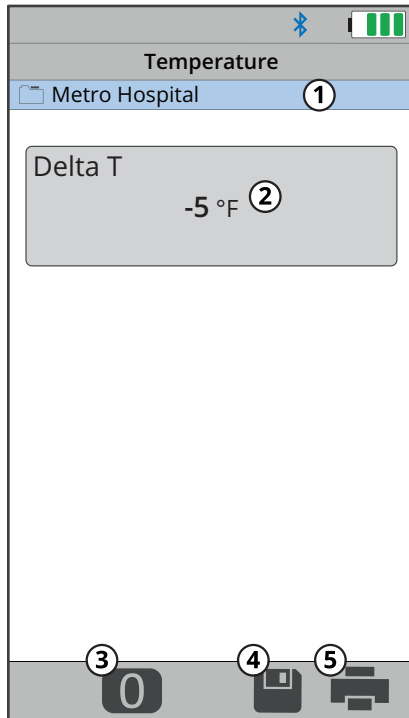 Temperature
Metro Hospital ①
Delta T
-5 °F ②
③ ④ ⑤
0